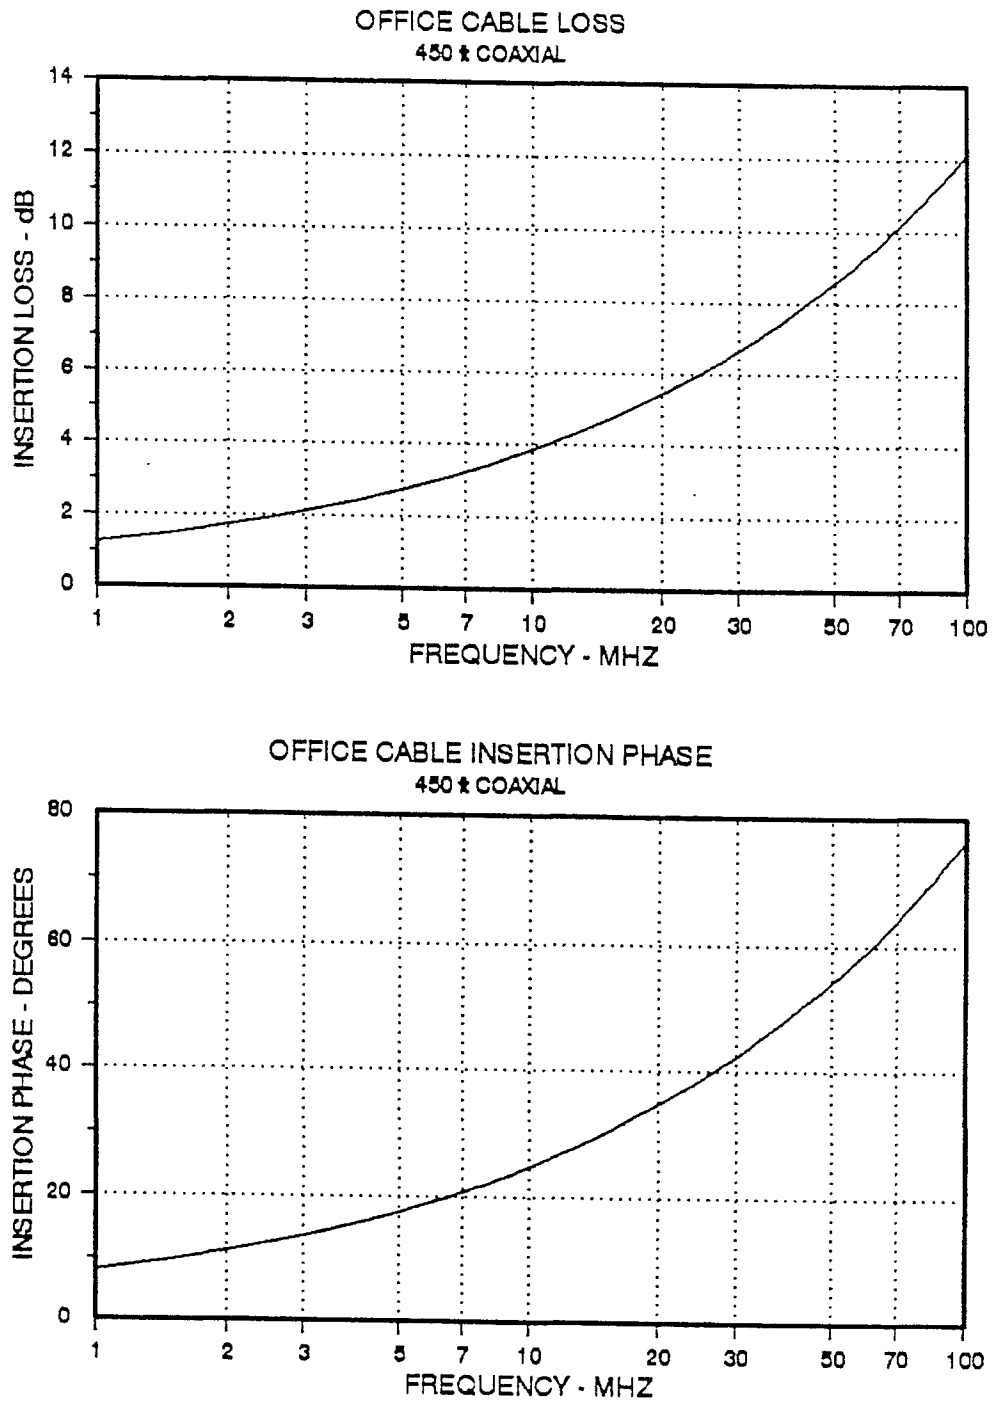 OFFICE CABLE LOSS
450 ft COAXIAL
INSERTION LOSS - dB
14
12
10
8
6
4
2
0
1 2 3 5 7 10 20 30 50 70 100
FREQUENCY - MHZ
OFFICE CABLE INSERTION PHASE
450 ft COAXIAL
INSERTION PHASE - DEGREES
80
60
40
20
0
1 2 3 5 7 10 20 30 50 70 100
FREQUENCY - MHZ